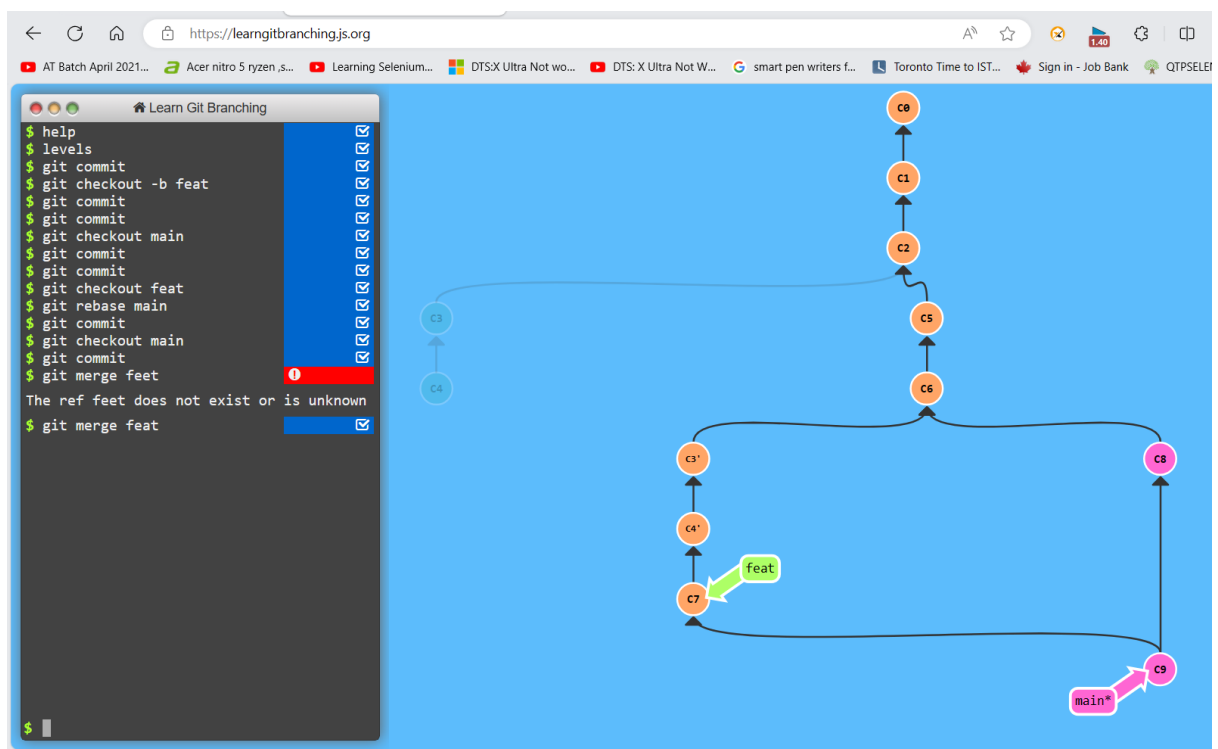 https://learngitbranching.js.org
1.40
AT Batch April 2021...
Acer nitro 5 ryzen ,s...
Learning Selenium...
DTS:X Ultra Not wo...
DTS: X Ultra Not W...
smart pen writers f...
Toronto Time to IST...
Sign in - Job Bank
QTPSELEN
Learn Git Branching
$ help
$ levels
$ git commit
$ git checkout -b feat
$ git commit
$ git commit
$ git checkout main
$ git commit
$ git commit
$ git checkout feat
$ git rebase main
$ git commit
$ git checkout main
$ git commit
$ git merge feet
The ref feet does not exist or is unknown
$ git merge feat
$
C0
C1
C2
C3
C5
C4
C6
C3'
C8
C4'
feat
C7
C9
main*